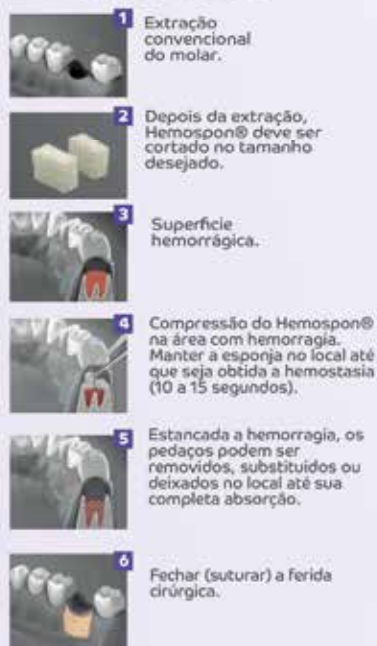 1
Extração
convencional
do molar.
2
Depois da extração,
Hemospon® deve ser
cortado no tamanho
desejado.
3
Superfície
hemorrágica.
4
Compressão do Hemospon®
na área com hemorragia.
Manter a esponja no local até
que seja obtida a hemostasia
(10 a 15 segundos).
5
Estancada a hemorragia, os
pedaços podem ser
removidos, substituídos ou
deixados no local até sua
completa absorção.
6
Fechar (suturar) a ferida
cirúrgica.